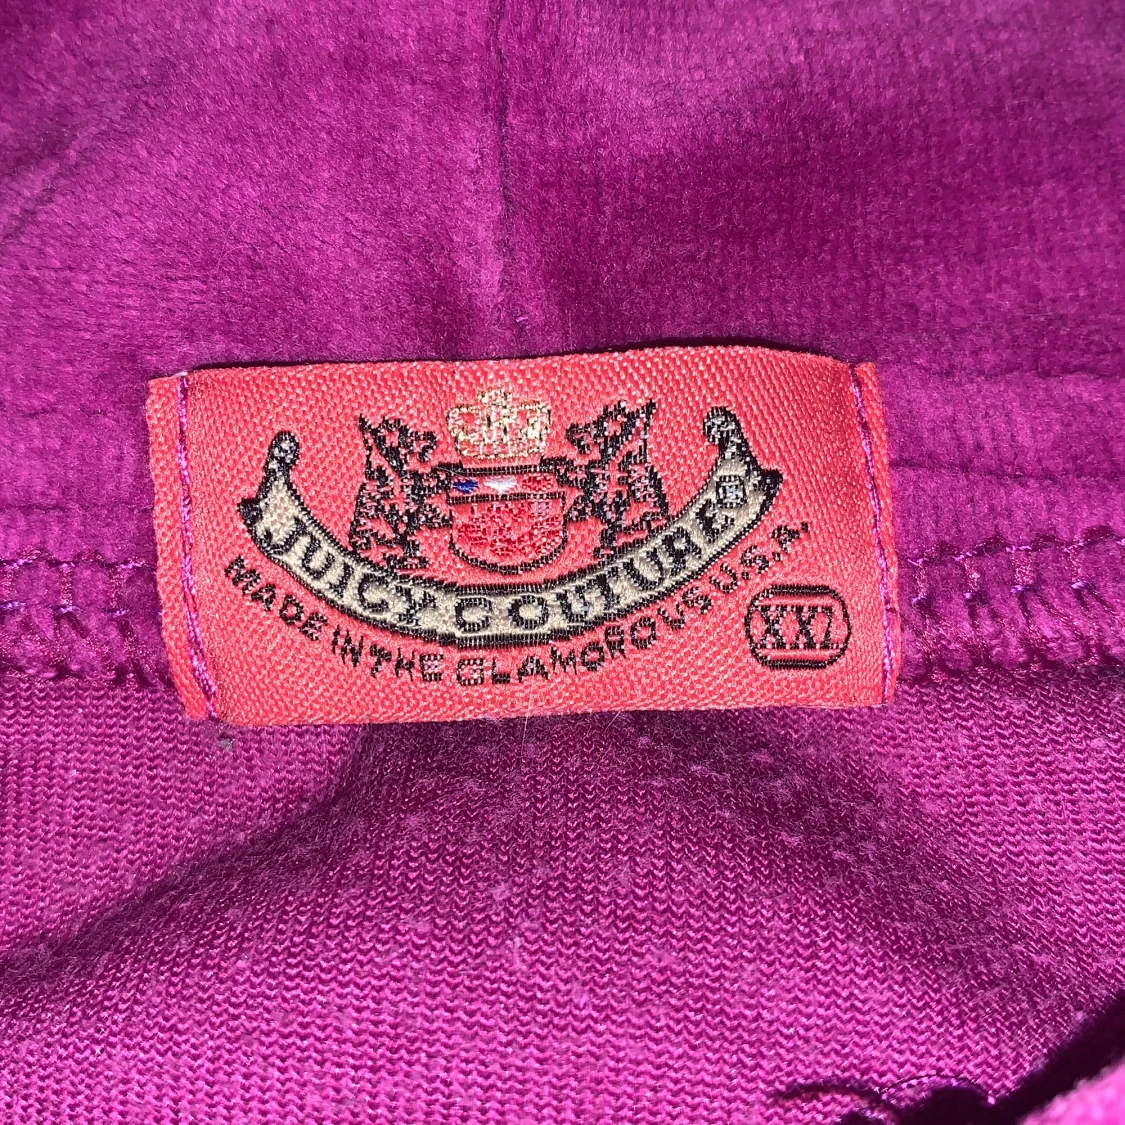 JUICY COUTURE®
MADE IN THE GLAMOROUS U.S.A.
XXL